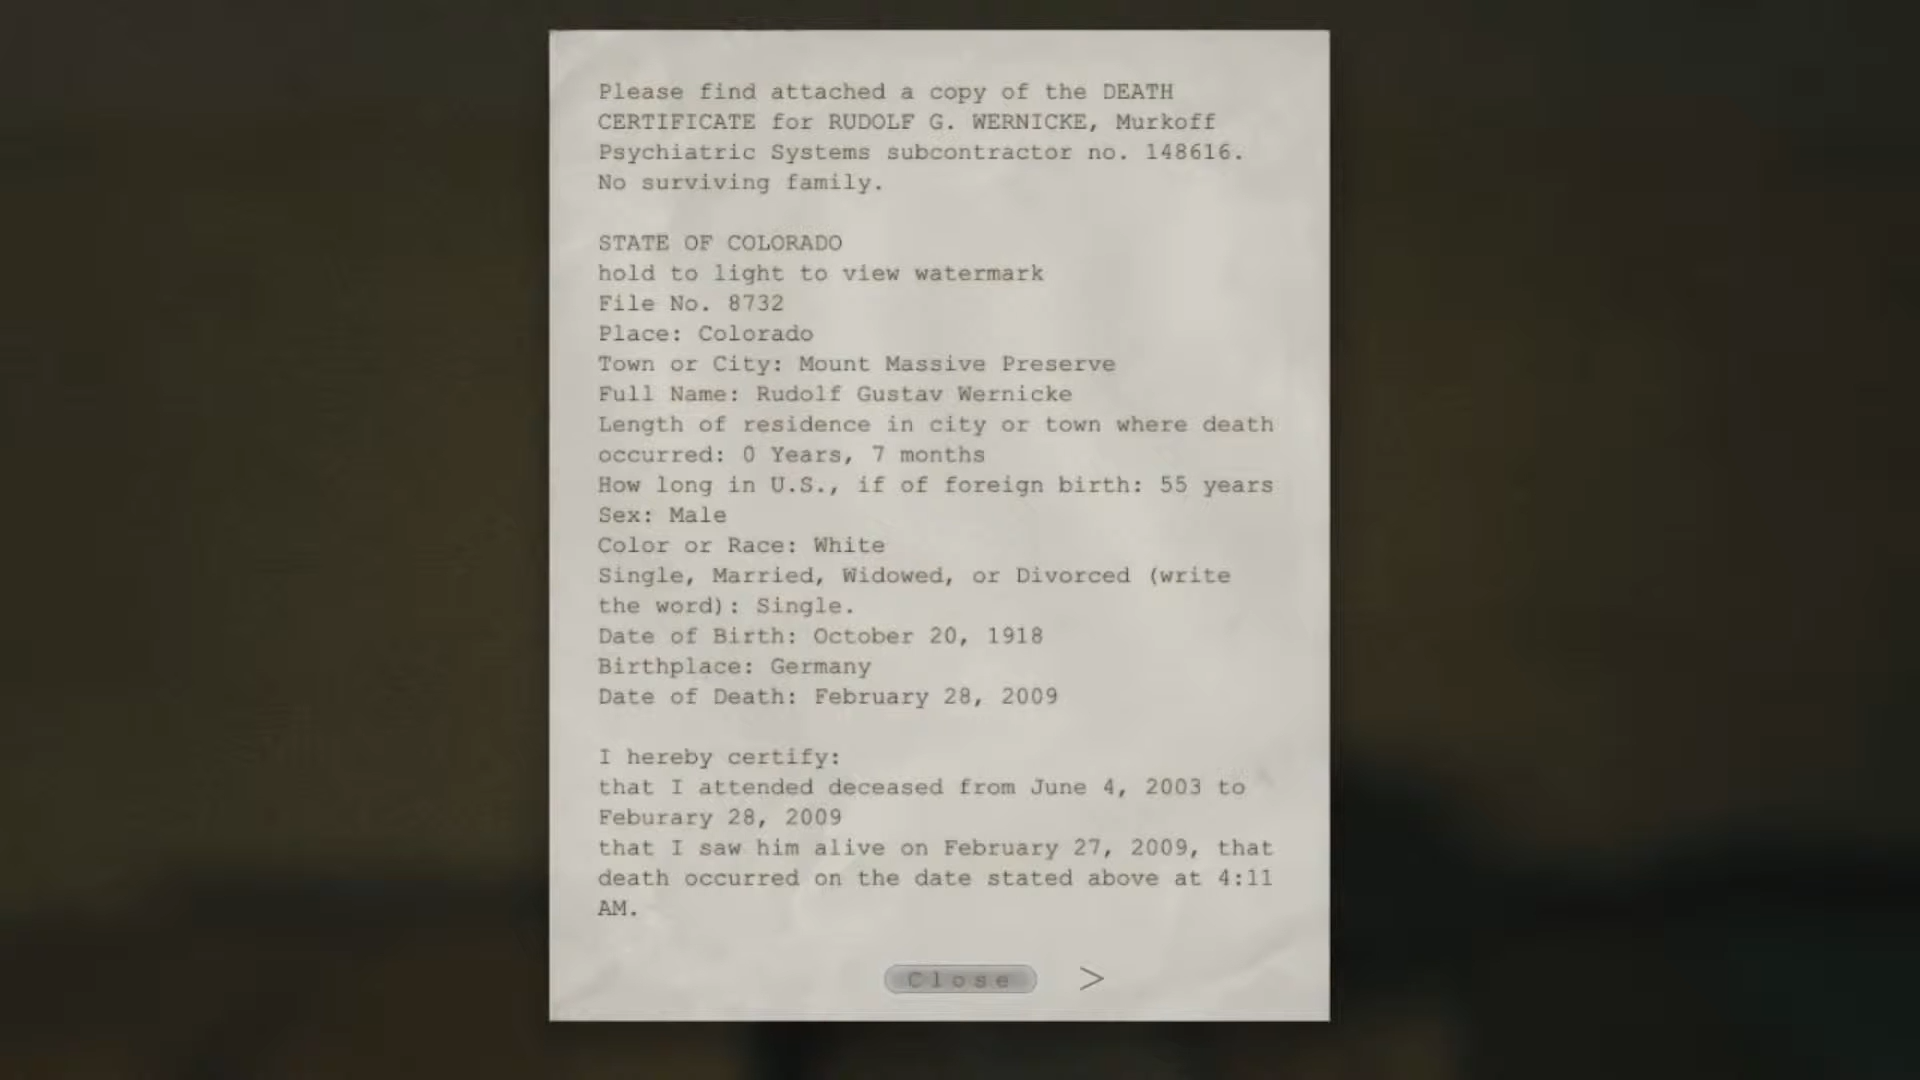 Please find attached a copy of the DEATH
CERTIFICATE for RUDOLF G. WERNICKE, Murkoff
Psychiatric Systems subcontractor no. 148616.
No surviving family.
STATE OF COLORADO
hold to light to view watermark
File No. 8732
Place: Colorado
Town or City: Mount Massive Preserve
Full Name: Rudolf Gustav Wernicke
Length of residence in city or town where death
occurred: 0 Years, 7 months
How long in U.S., if of foreign birth: 55 years
Sex: Male
Color or Race: White
Single, Married, Widowed, or Divorced (write
the word): Single.
Date of Birth: October 20, 1918
Birthplace: Germany
Date of Death: February 28, 2009
I hereby certify:
that I attended deceased from June 4, 2003 to
Feburary 28, 2009
that I saw him alive on February 27, 2009, that
death occurred on the date stated above at 4:11
AM.
Close >